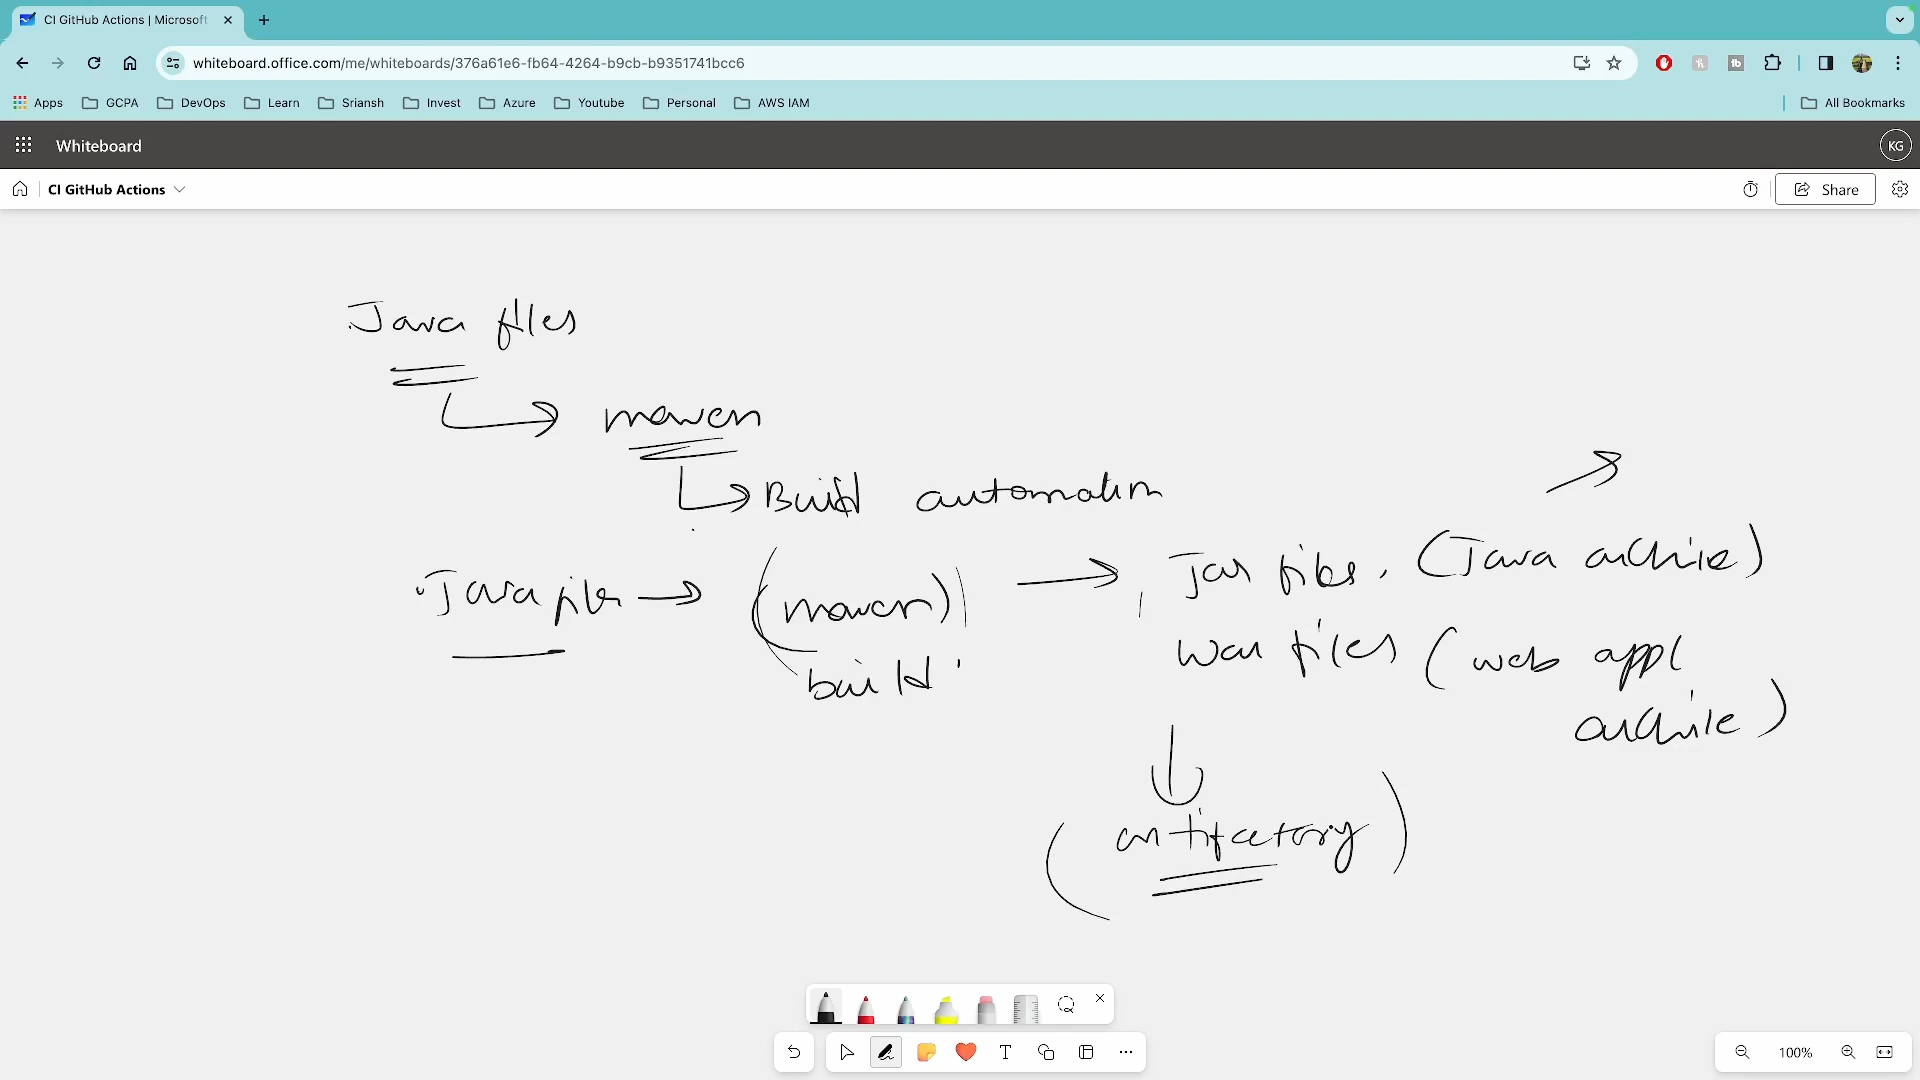 CI GitHub Actions | Microsoft
whiteboard.office.com/me/whiteboards/376a61e6-fb64-4264-b9cb-b9351741bcc6
Apps GCPA DevOps Learn Sriansh Invest Azure Youtube Personal AWS IAM All Bookmarks
Whiteboard KG
CI GitHub Actions Share
Java files
maven
Build automation
Java files → (maven) → Jar files. (Java archive)
build
war files (web appl
archive)
(artifactory)
100%